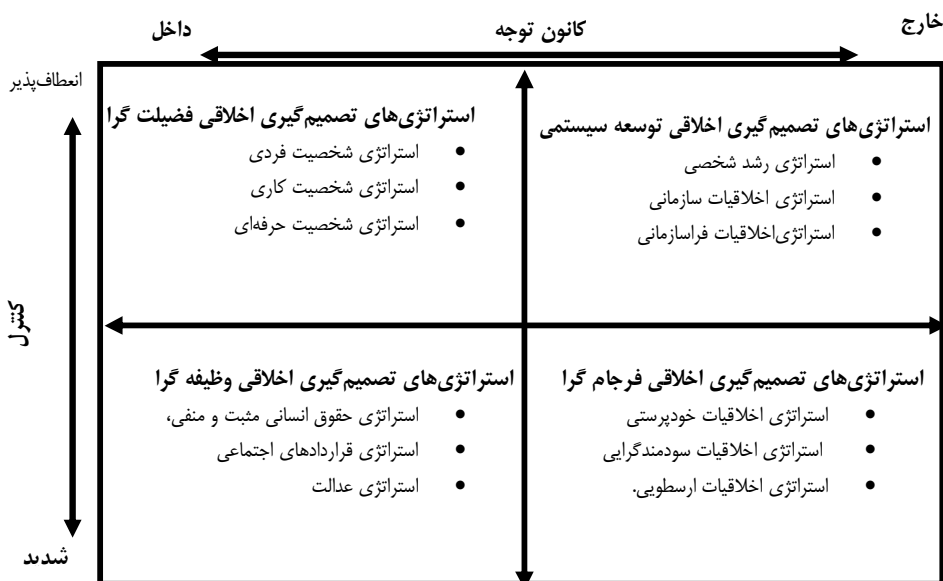 خارج
کانون توجه
داخل
انعطاف‌پذیر
استراتژی‌های تصمیم‌گیری اخلاقی توسعه سیستمی
• استراتژی رشد شخصی
• استراتژی اخلاقیات سازمانی
• استراتژی‌اخلاقیات فراسازمانی
استراتژی‌های تصمیم‌گیری اخلاقی فضیلت گرا
• استراتژی شخصیت فردی
• استراتژی شخصیت کاری
• استراتژی شخصیت حرفه‌ای
کنترل
استراتژی‌های تصمیم‌گیری اخلاقی فرجام گرا
• استراتژی اخلاقیات خودپرستی
• استراتژی اخلاقیات سودمندگرایی
• استراتژی اخلاقیات ارسطویی.
استراتژی‌های تصمیم‌گیری اخلاقی وظیفه گرا
• استراتژی حقوق انسانی مثبت و منفی،
• استراتژی قراردادهای اجتماعی
• استراتژی عدالت
شدید